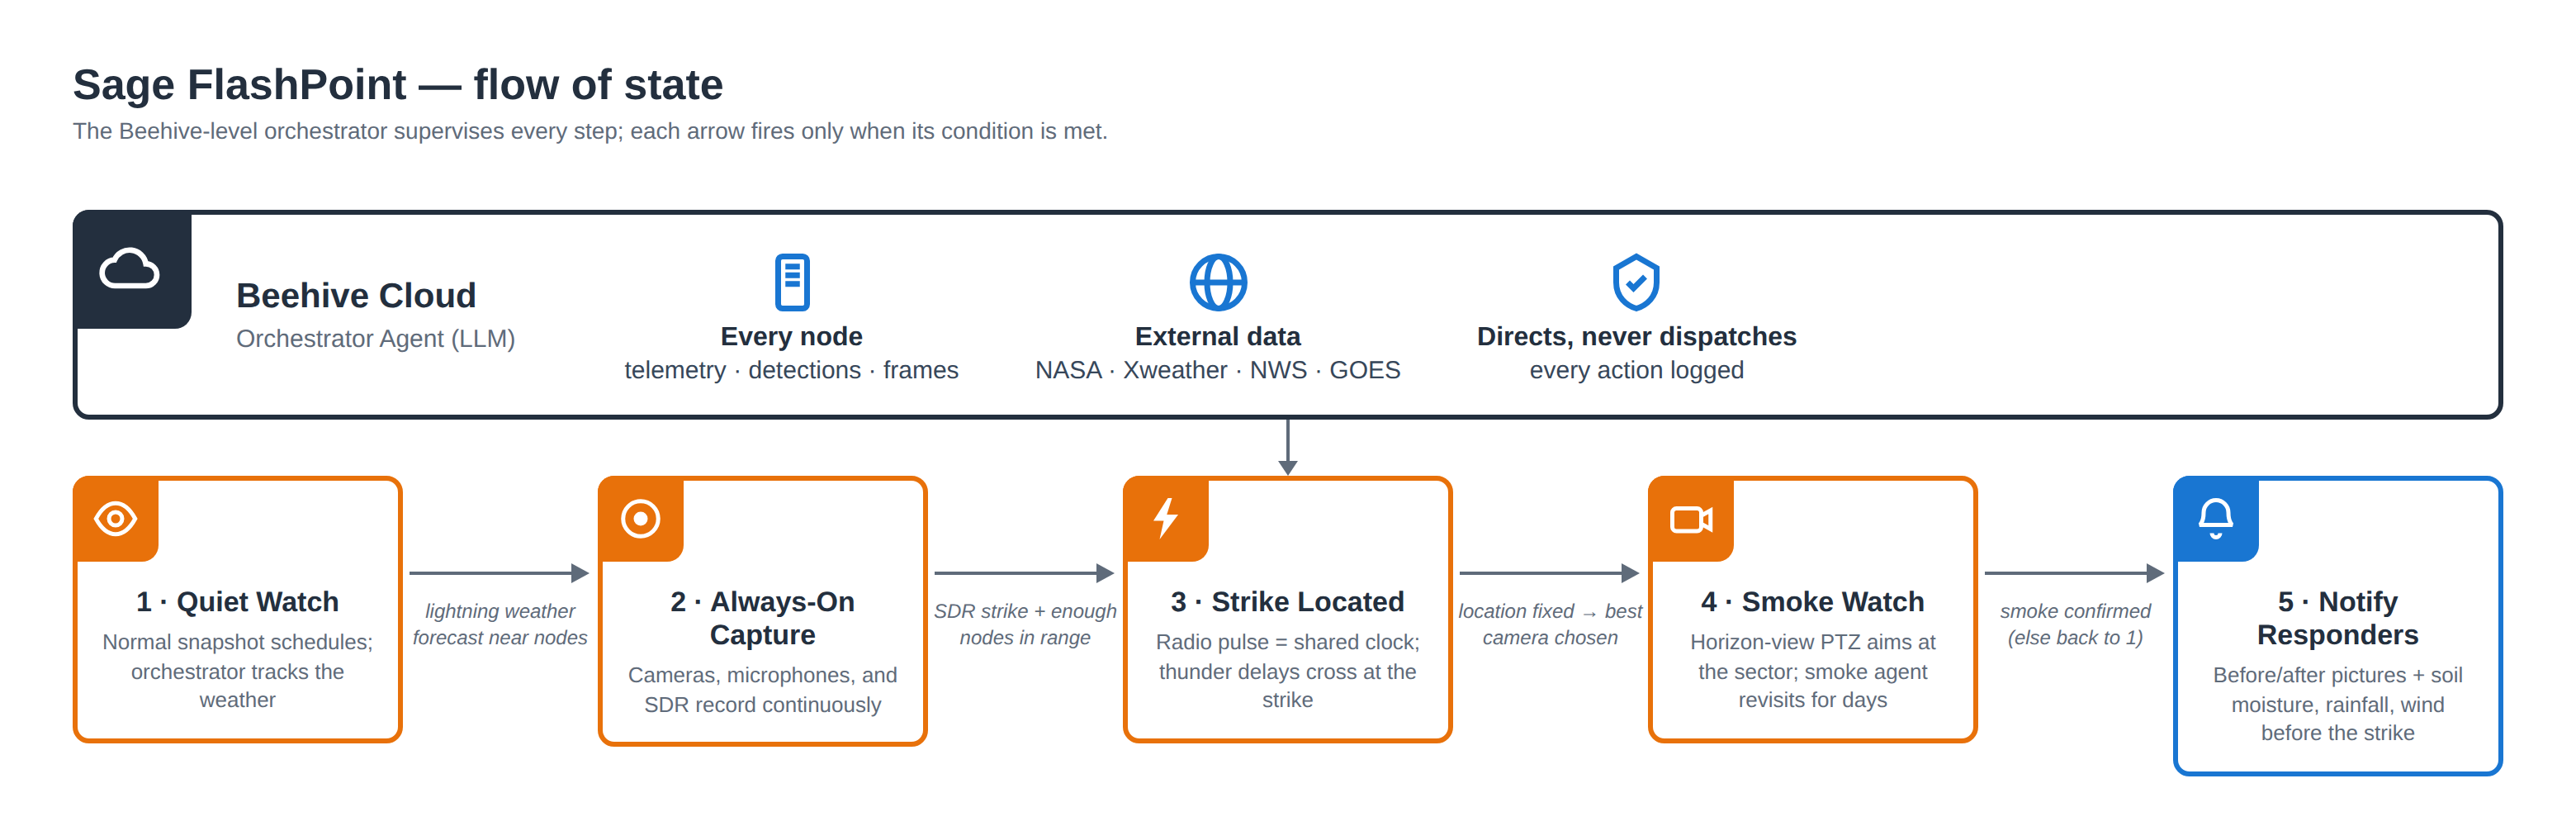 Sage FlashPoint — flow of state
The Beehive-level orchestrator supervises every step; each arrow fires only when its condition is met.
Beehive Cloud
Orchestrator Agent (LLM)
Every node
telemetry · detections · frames
External data
NASA · Xweather · NWS · GOES
Directs, never dispatches
every action logged
1 · Quiet Watch
Normal snapshot schedules;
orchestrator tracks the
weather
lightning weather
forecast near nodes
2 · Always-On
Capture
Cameras, microphones, and
SDR record continuously
SDR strike + enough
nodes in range
3 · Strike Located
Radio pulse = shared clock;
thunder delays cross at the
strike
location fixed → best
camera chosen
4 · Smoke Watch
Horizon-view PTZ aims at
the sector; smoke agent
revisits for days
smoke confirmed
(else back to 1)
5 · Notify
Responders
Before/after pictures + soil
moisture, rainfall, wind
before the strike